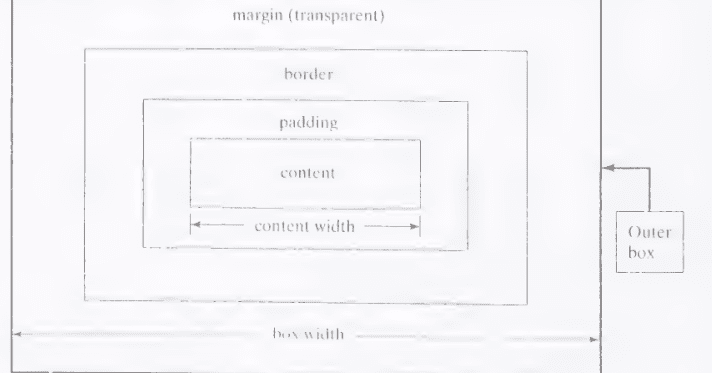 margin (transparent)
border
padding
content
content width
Outer
box
box width